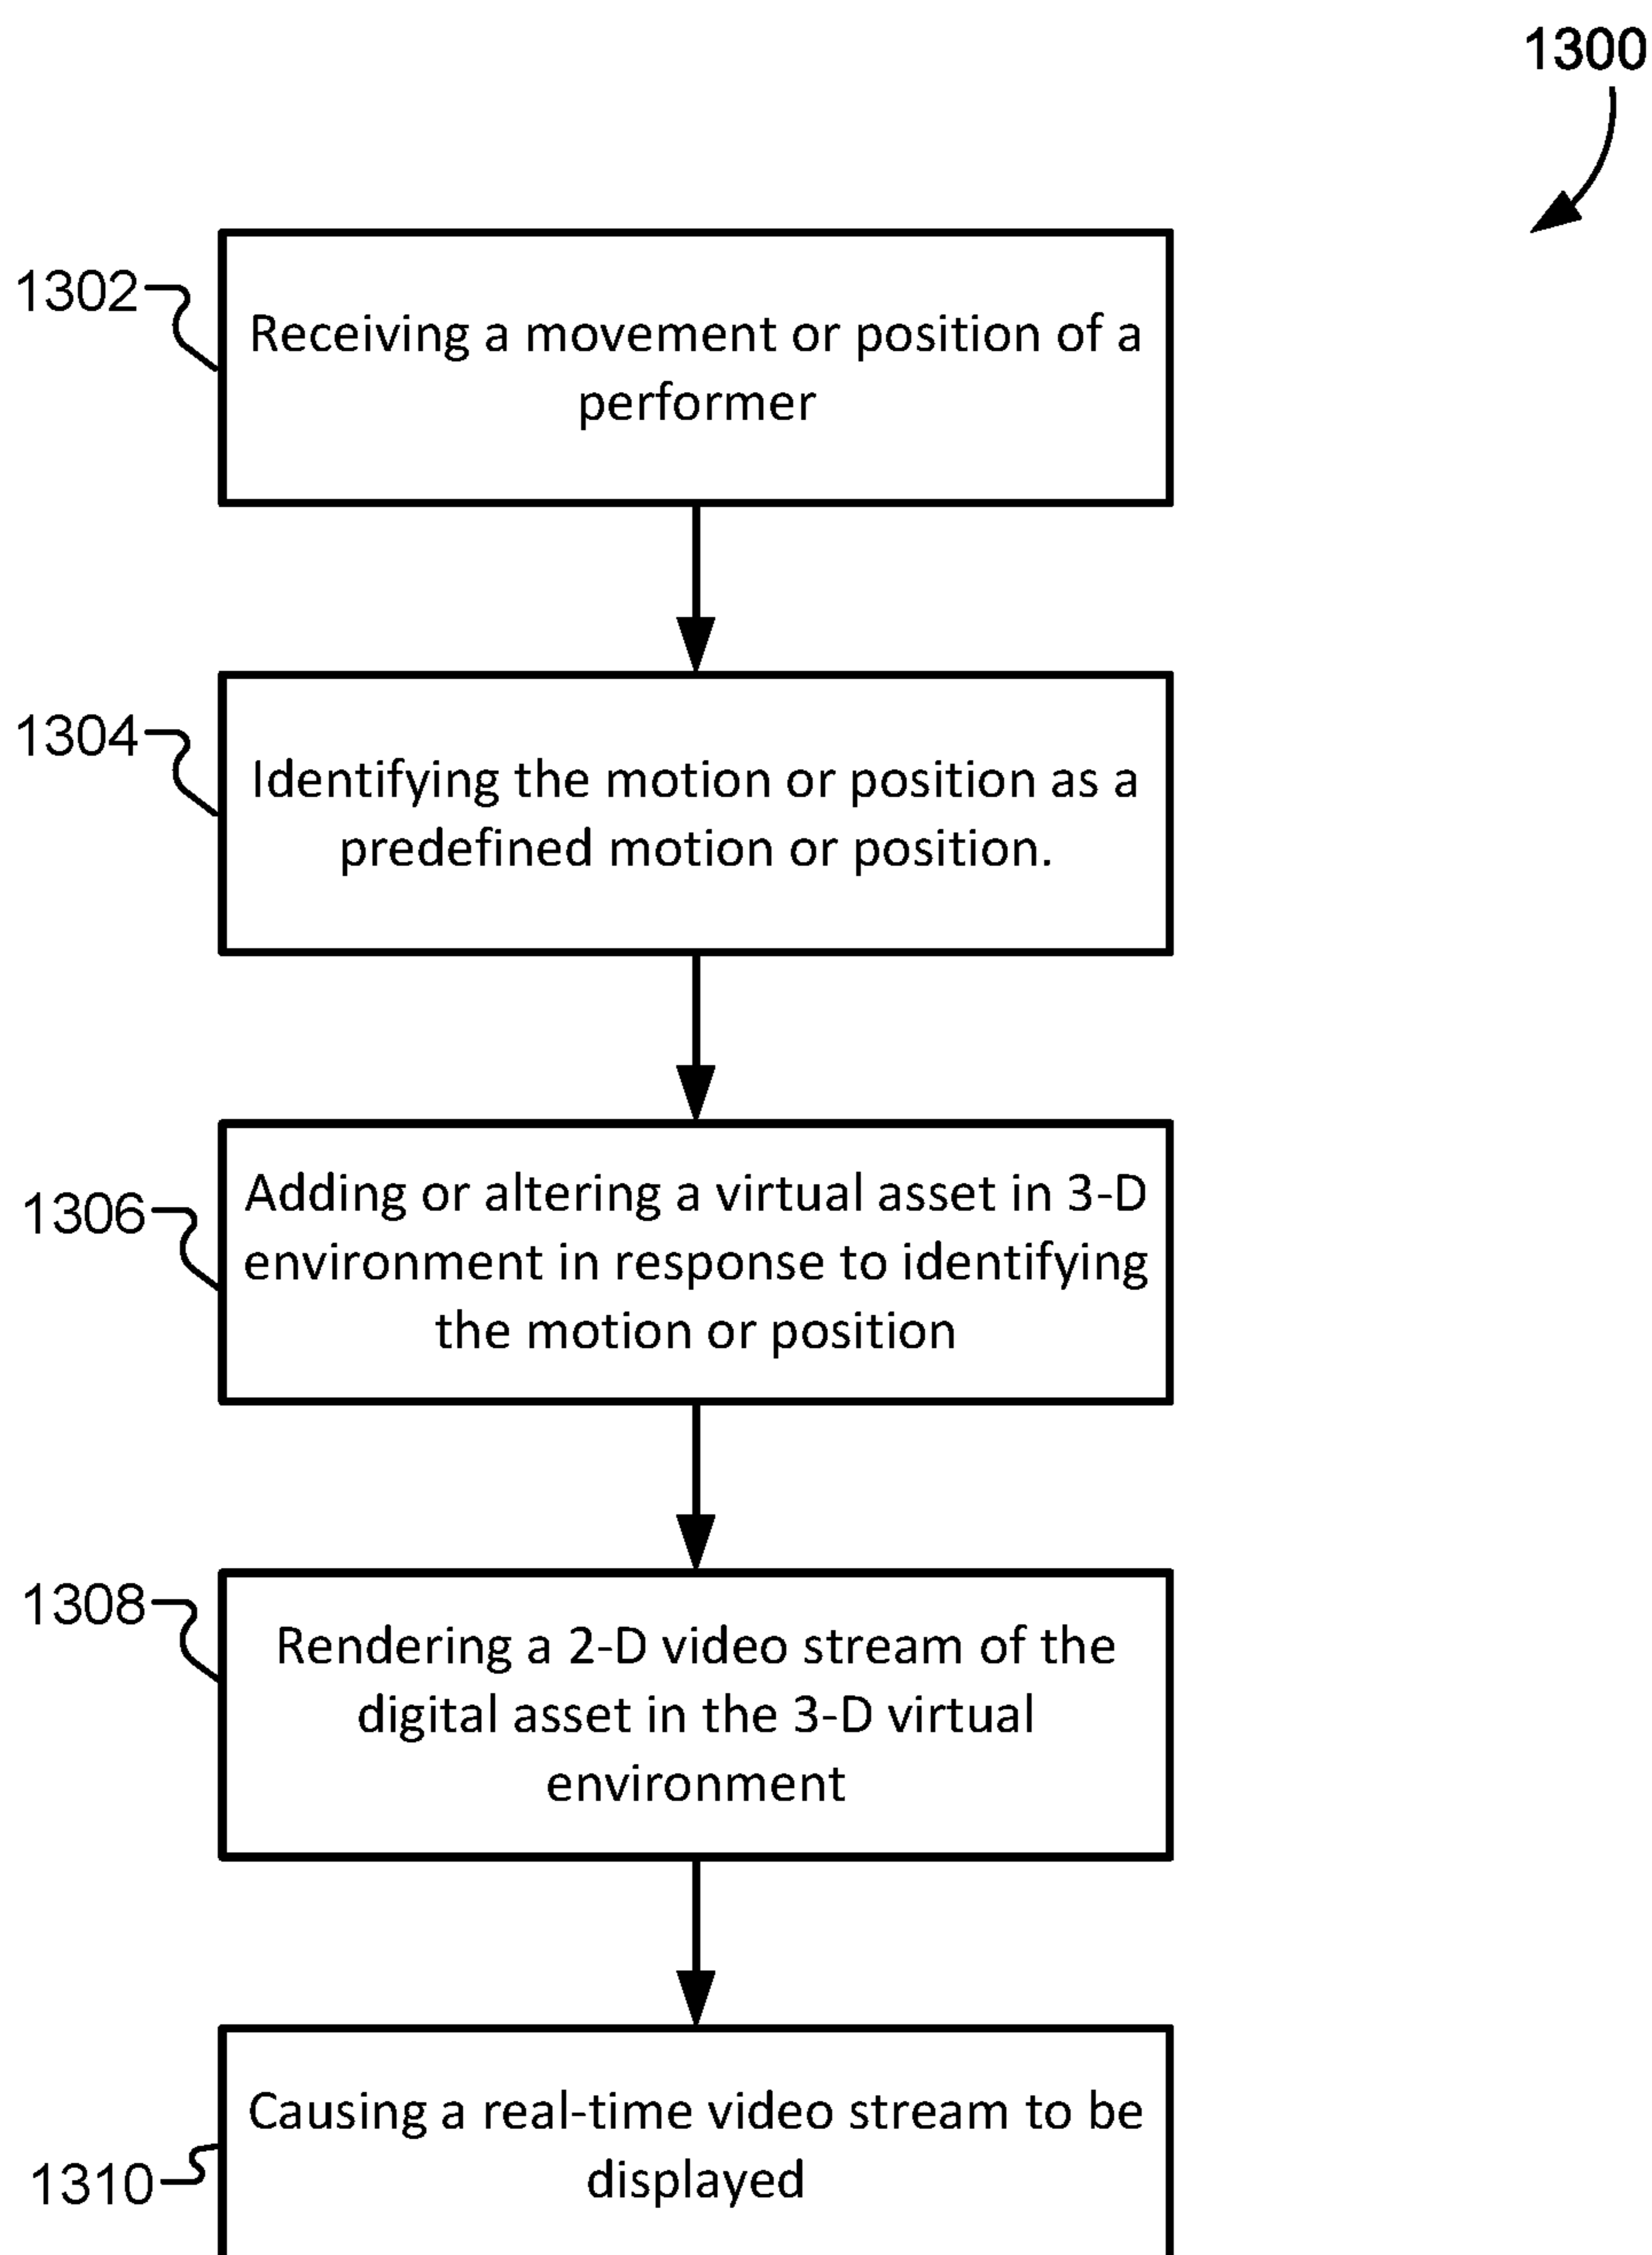 1300
1302
Receiving a movement or position of a
performer
1304
Identifying the motion or position as a
predefined motion or position.
1306
Adding or altering a virtual asset in 3-D
environment in response to identifying
the motion or position
1308
Rendering a 2-D video stream of the
digital asset in the 3-D virtual
environment
Causing a real-time video stream to be
displayed
1310